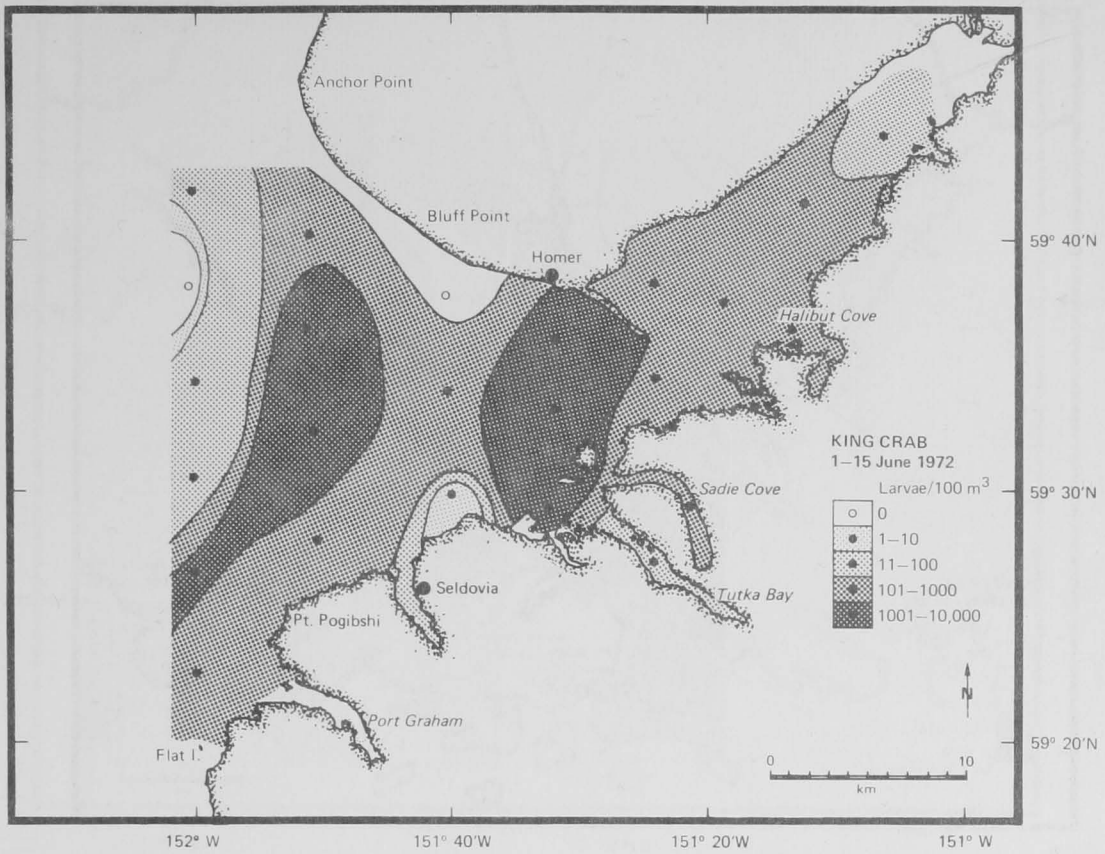 Anchor Point
Bluff Point
Homer
59° 40'N
Halibut Cove
KING CRAB
1–15 June 1972
Larvae/100 m³
0
1–10
11–100
101–1000
1001–10,000
59° 30'N
Sadie Cove
Seldovia
Tutka Bay
Pt. Pogibshi
N
Port Graham
Flat I.
59° 20'N
0 10
km
152° W 151° 40'W 151° 20'W 151° W